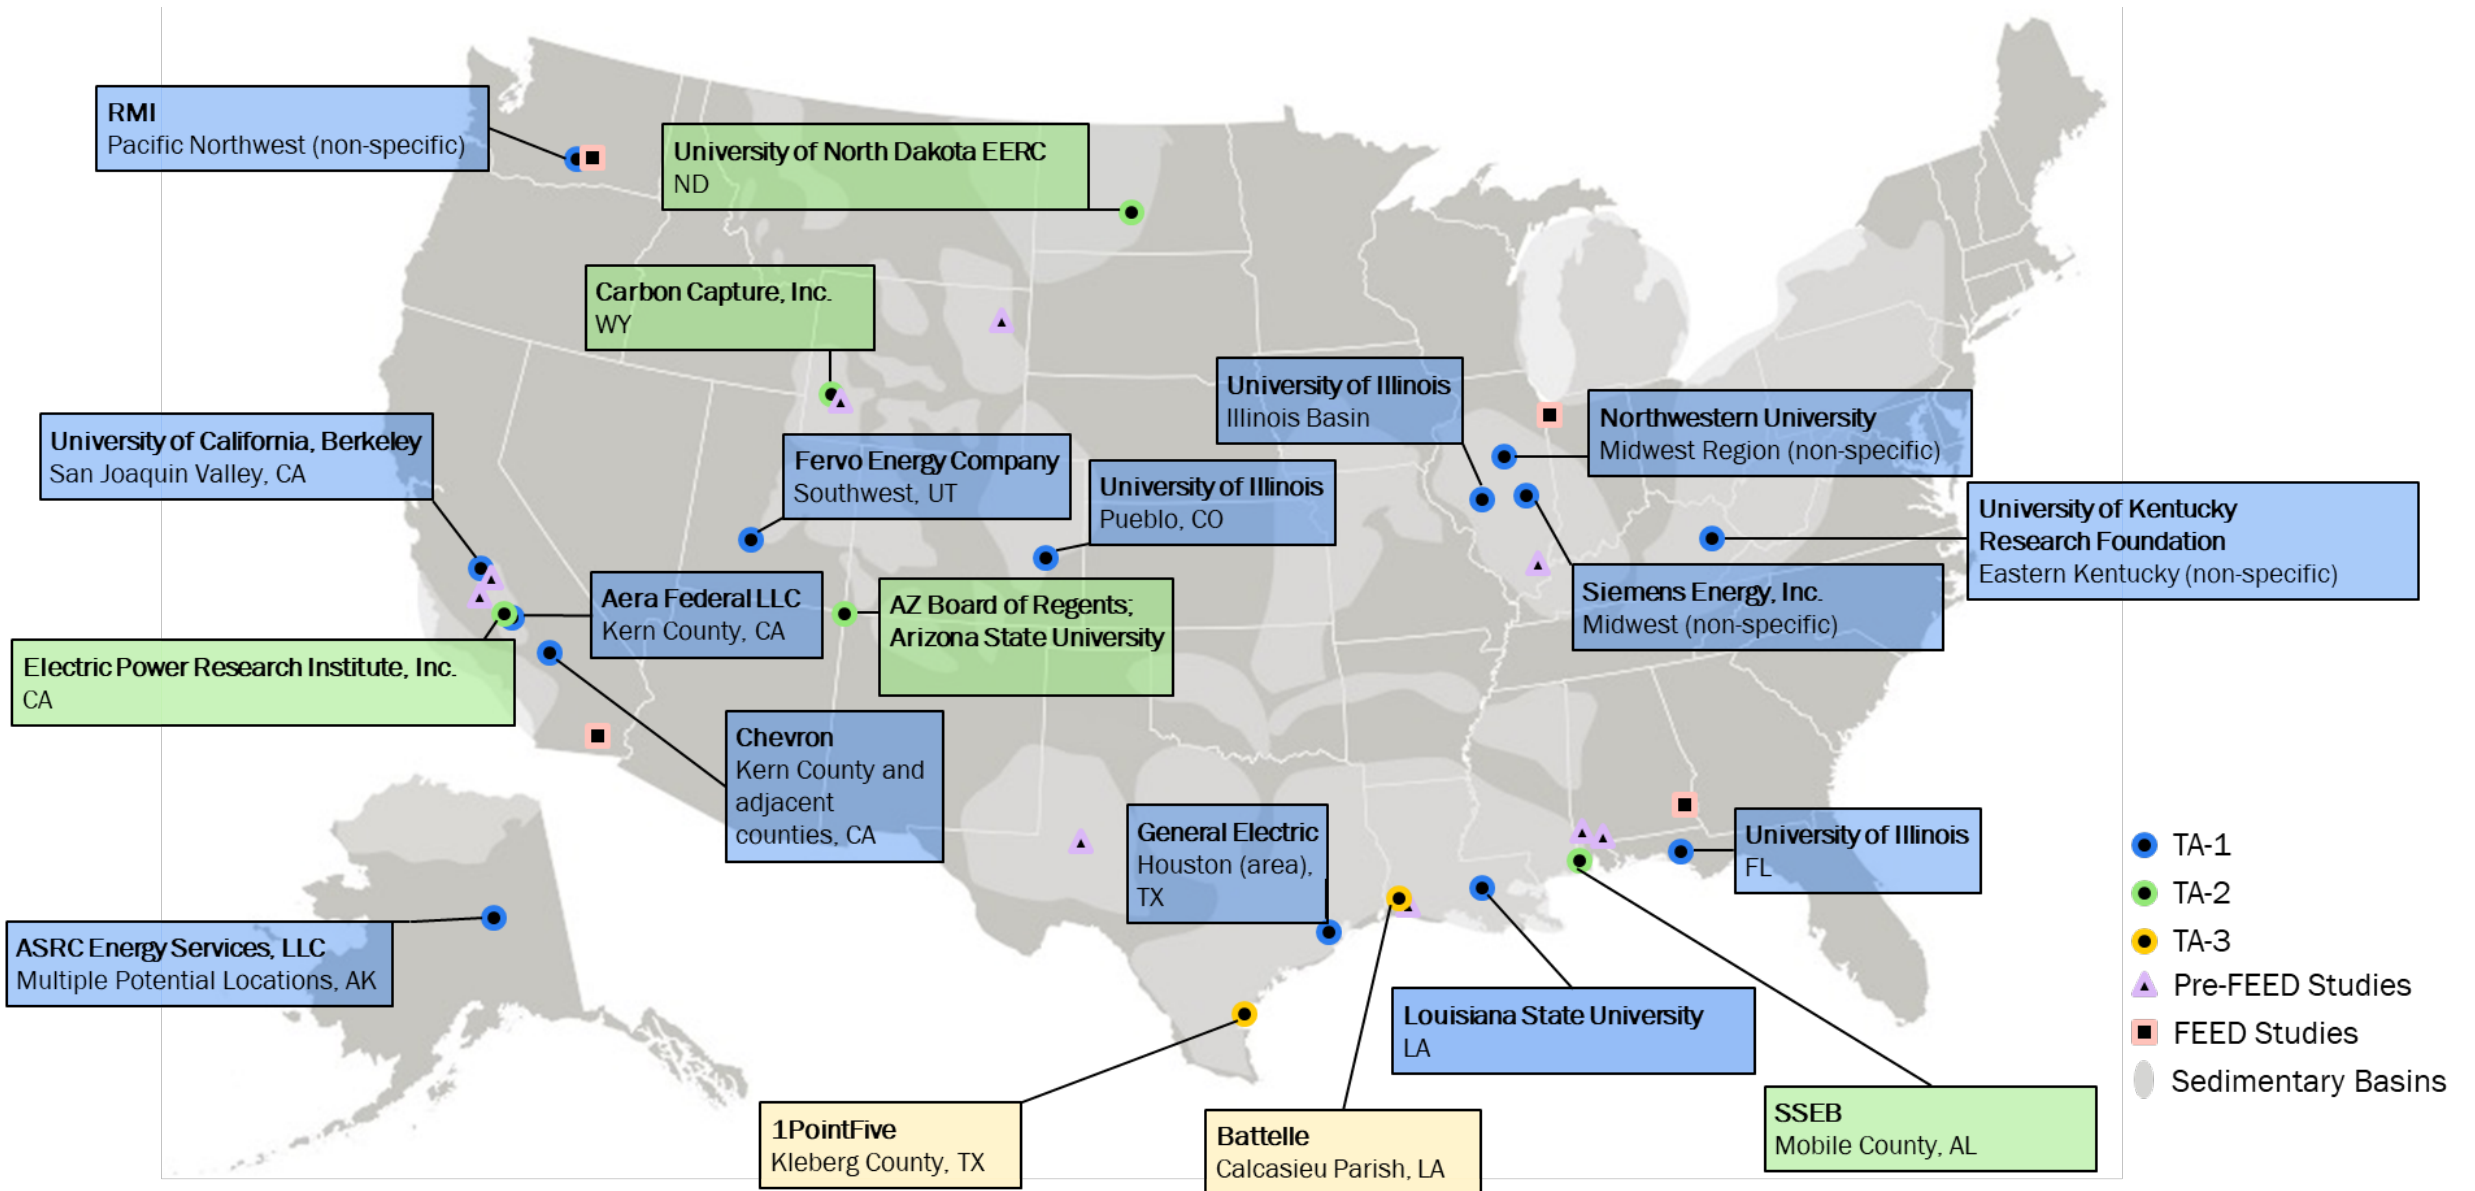 RMI
Pacific Northwest (non-specific)
University of North Dakota EERC
ND
Carbon Capture, Inc.
WY
University of Illinois
Illinois Basin
Northwestern University
Midwest Region (non-specific)
University of California, Berkeley
San Joaquin Valley, CA
Fervo Energy Company
Southwest, UT
University of Illinois
Pueblo, CO
University of Kentucky
Research Foundation
Eastern Kentucky (non-specific)
Aera Federal LLC
Kern County, CA
AZ Board of Regents;
Arizona State University
Siemens Energy, Inc.
Midwest (non-specific)
Electric Power Research Institute, Inc.
CA
Chevron
Kern County and
adjacent
counties, CA
General Electric
Houston (area),
TX
University of Illinois
FL
ASRC Energy Services, LLC
Multiple Potential Locations, AK
Louisiana State University
LA
1PointFive
Kleberg County, TX
Battelle
Calcasieu Parish, LA
SSEB
Mobile County, AL
TA-1
TA-2
TA-3
Pre-FEED Studies
FEED Studies
Sedimentary Basins